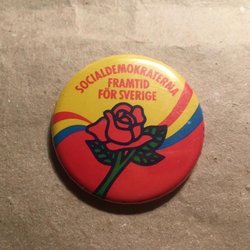 SOCIALDEMOKRATERNA
FRAMTID
FÖR SVERIGE